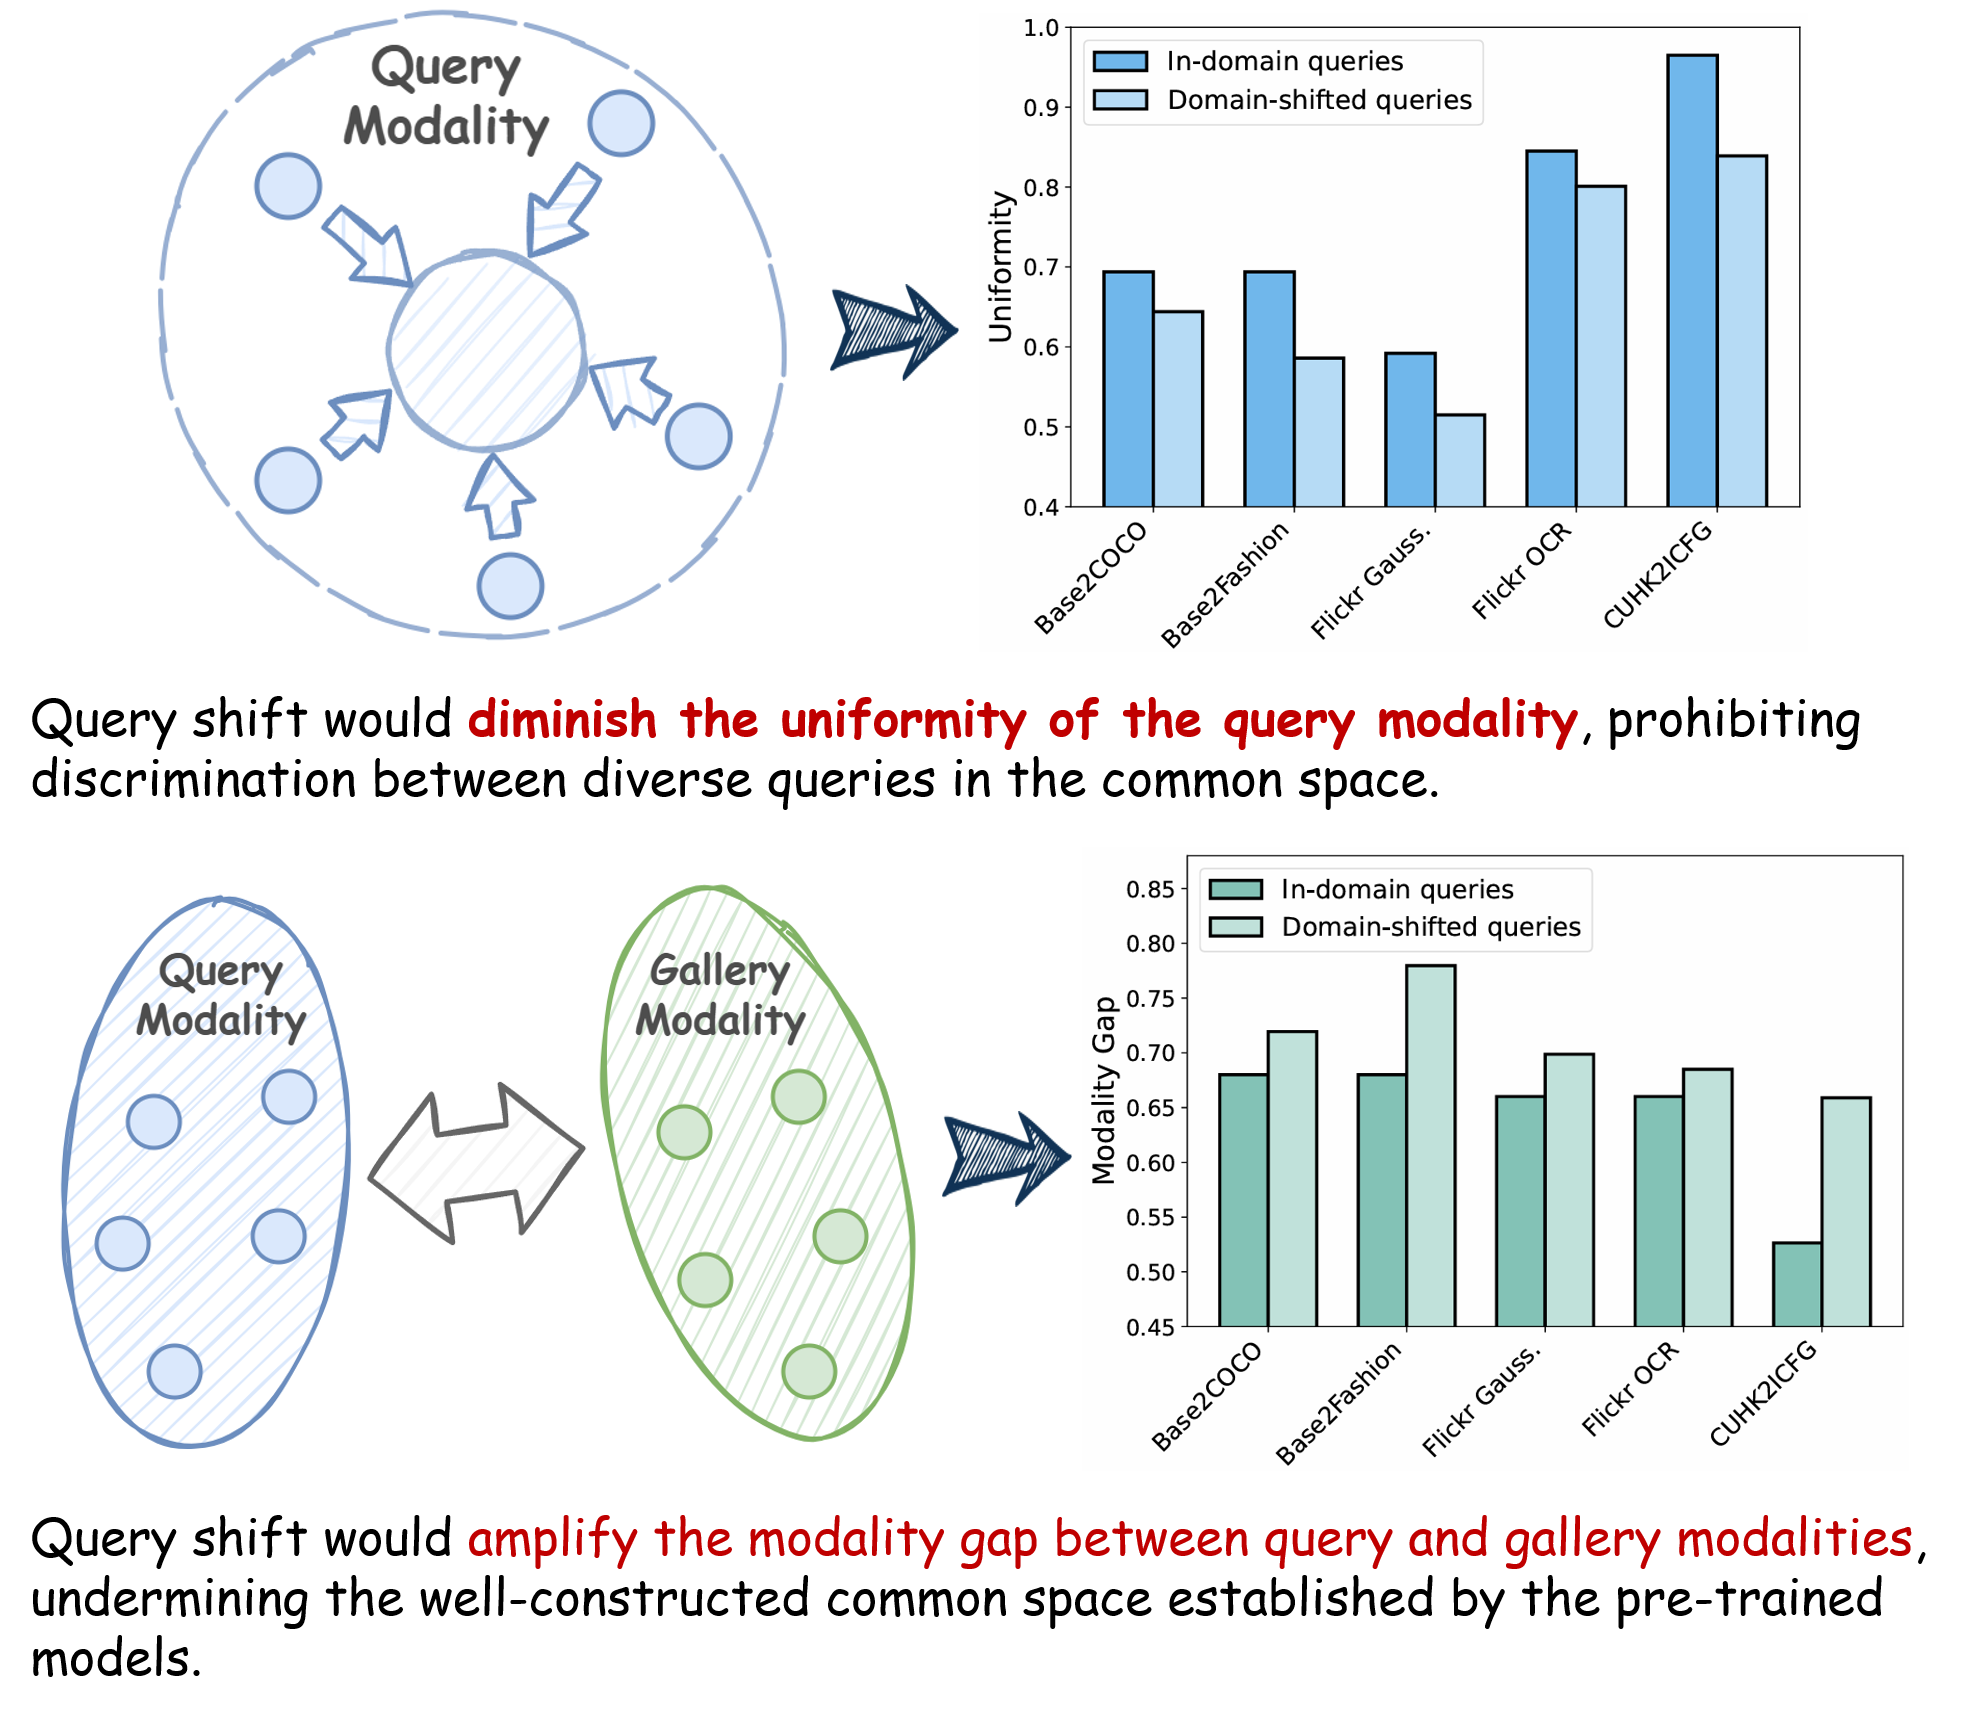 Query
Modality
1.0
0.9
0.8
0.7
0.6
0.5
0.4
Uniformity
In-domain queries
Domain-shifted queries
Base2COCO
Base2Fashion
Flickr Gauss.
Flickr OCR
CUHK2ICFG
Query shift would diminish the uniformity of the query modality, prohibiting
discrimination between diverse queries in the common space.
Query
Modality
Gallery
Modality
0.85
0.80
0.75
0.70
0.65
0.60
0.55
0.50
0.45
Modality Gap
In-domain queries
Domain-shifted queries
Base2COCO
Base2Fashion
Flickr Gauss.
Flickr OCR
CUHK2ICFG
Query shift would amplify the modality gap between query and gallery modalities,
undermining the well-constructed common space established by the pre-trained
models.